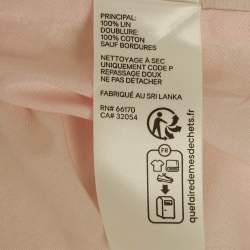 PRINCIPAL:
100% LIN
DOUBLURE:
100% COTON
SAUF BORDURES
NETTOYAGE À SEC
UNIQUEMENT CODE P
REPASSAGE DOUX
NE PAS DÉTACHER
FABRIQUÉ AU SRI LANKA
RN# 66170
CA# 32054
FR
quefairedemesdechets.fr